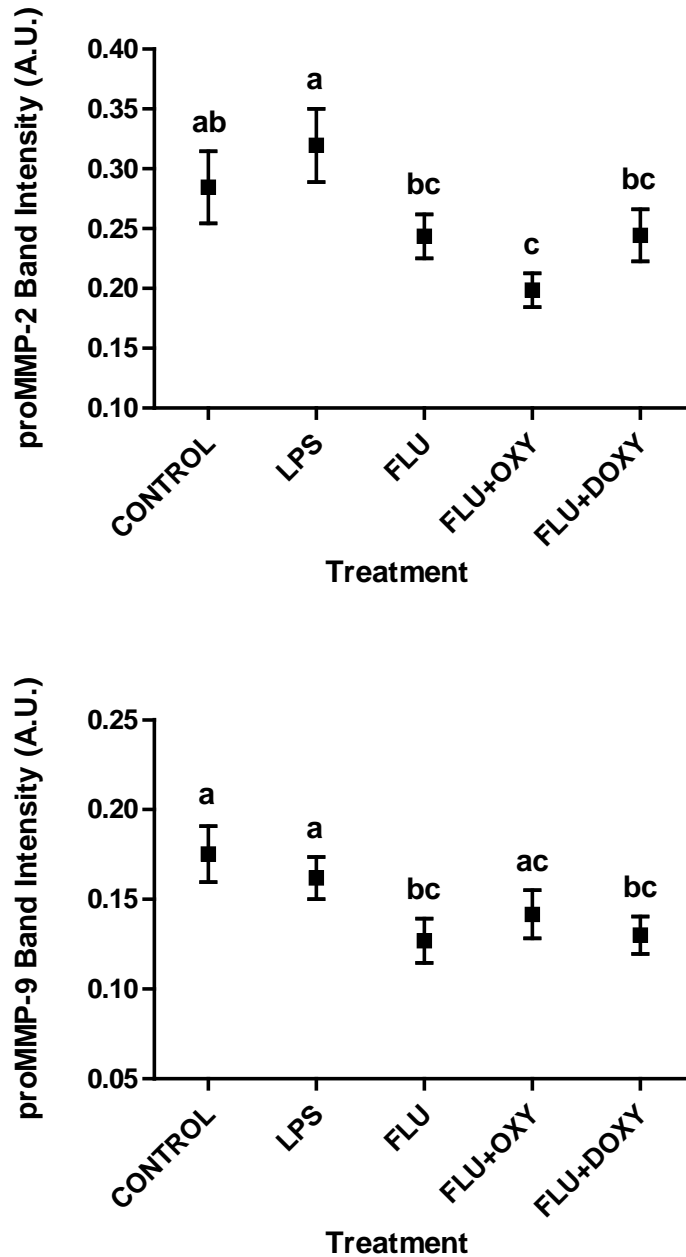 proMMP-2 Band Intensity (A.U.)
0.40
0.35
0.30
0.25
0.20
0.15
0.10
ab
a
bc
c
bc
CONTROL
LPS
FLU
FLU+OXY
FLU+DOXY
Treatment
proMMP-9 Band Intensity (A.U.)
0.25
0.20
0.15
0.10
0.05
a
a
bc
ac
bc
CONTROL
LPS
FLU
FLU+OXY
FLU+DOXY
Treatment